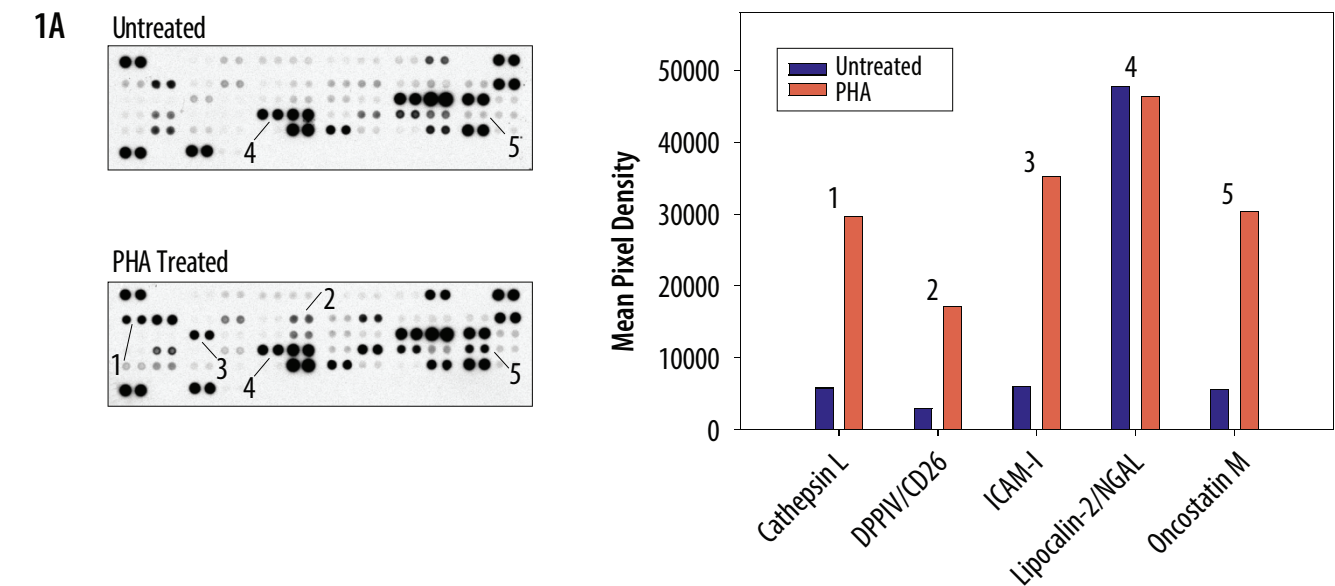 1A
Untreated
4
5
PHA Treated
1
2
3
4
5
Untreated
PHA
Mean Pixel Density
50000
40000
30000
20000
10000
0
1
2
3
4
5
Cathepsin L
DPPIV/CD26
ICAM-I
Lipocalin-2/NGAL
Oncostatin M